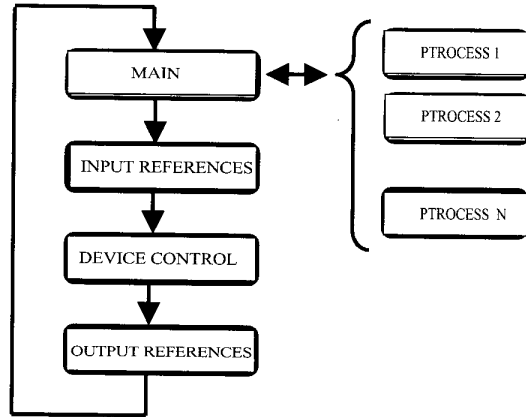 MAIN
INPUT REFERENCES
DEVICE CONTROL
OUTPUT REFERENCES
PTROCESS 1
PTROCESS 2
PTROCESS N